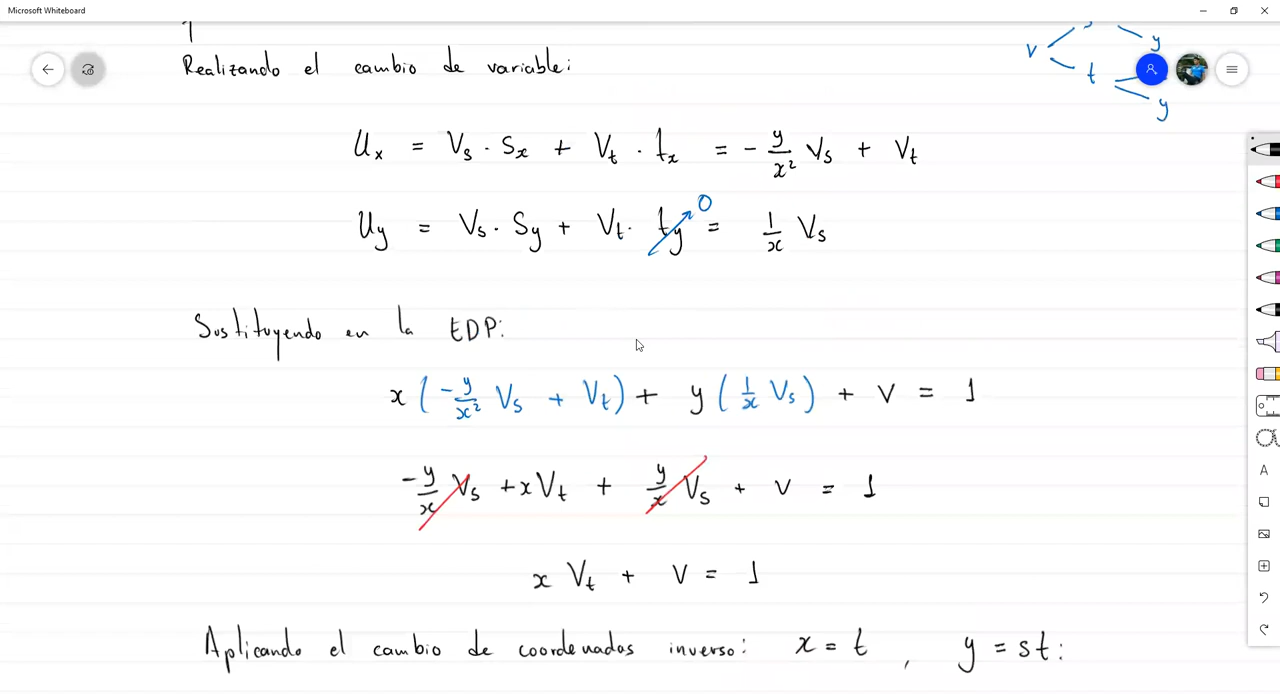 Microsoft Whiteboard
Realizando el cambio de variable:
v t y y
Ux = Vs · Sx + Vt · tx = - y/x² Vs + Vt
Uy = Vs · Sy + Vt · ty 0 = 1/x Vs
Sustituyendo en la EDP:
x ( -y/x² Vs + Vt ) + y ( 1/x Vs ) + v = 1
-y/x Vs + x Vt + y/x Vs + v = 1
x Vt + v = 1
Aplicando el cambio de coordenadas inverso: x = t , y = st:
A